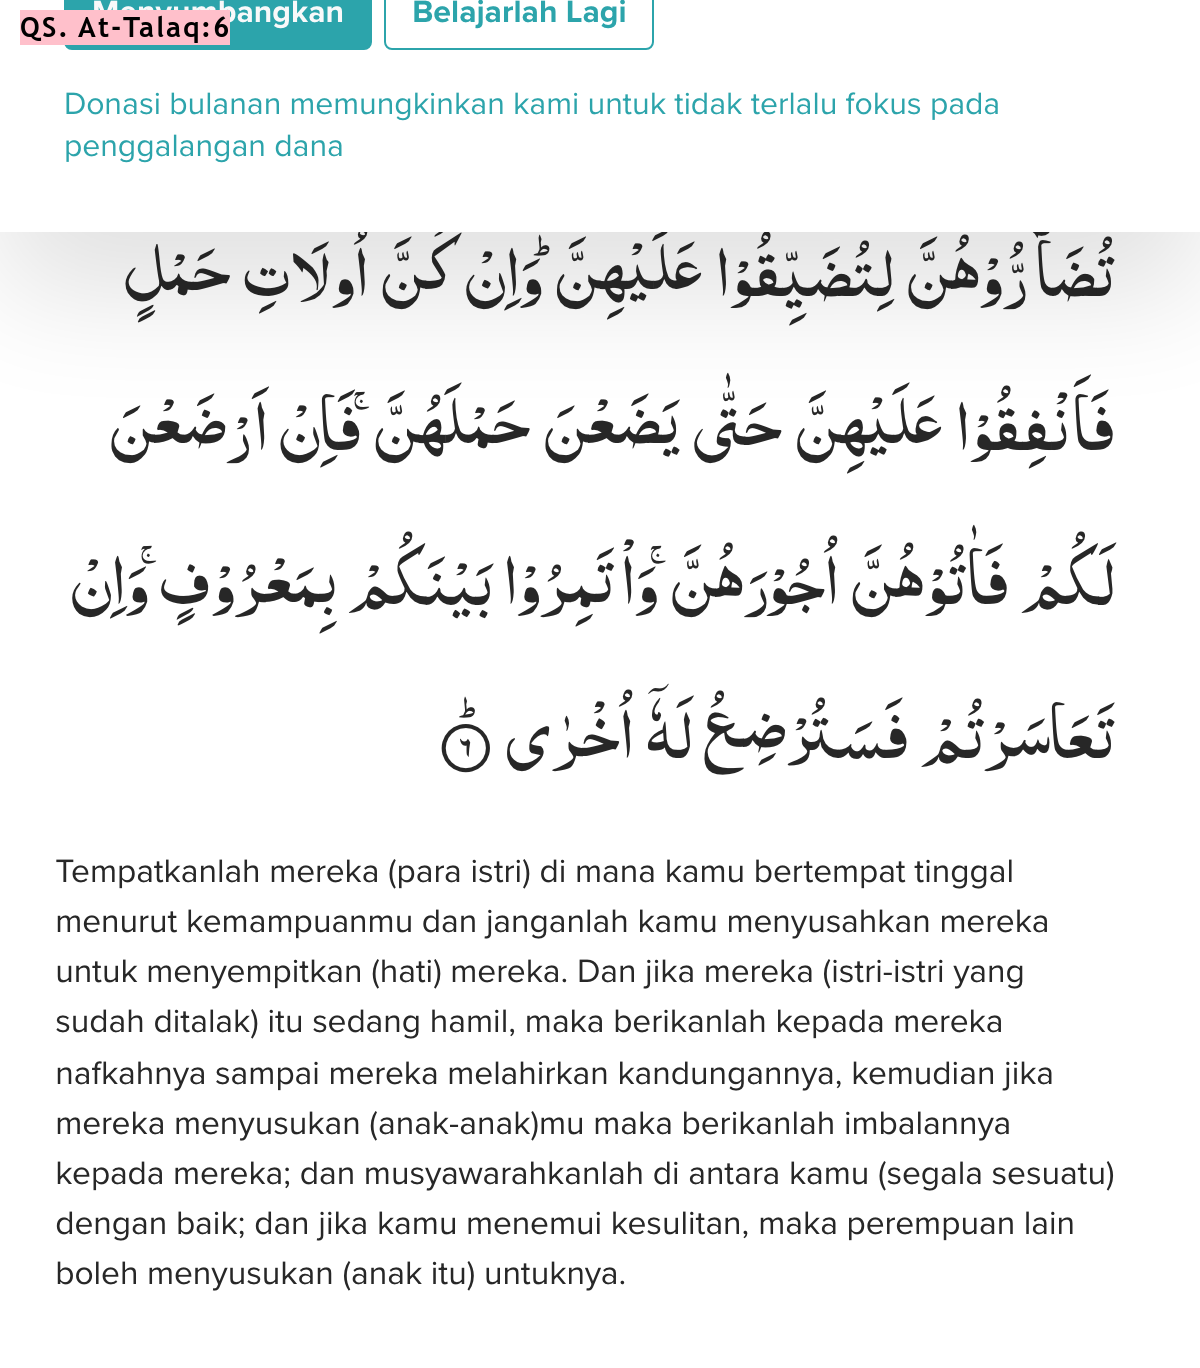 Menyumbangkan
Belajarlah Lagi
QS. At-Talaq:6
Donasi bulanan memungkinkan kami untuk tidak terlalu fokus pada
penggalangan dana
تُضَاۤرُّوْهُنَّ لِتُضَيِّقُوْا عَلَيْهِنَّ ۗوَاِنْ كُنَّ اُولَاتِ حَمْلٍ
فَاَنْفِقُوْا عَلَيْهِنَّ حَتّٰى يَضَعْنَ حَمْلَهُنَّ ۚفَاِنْ اَرْضَعْنَ
لَكُمْ فَاٰتُوْهُنَّ اُجُوْرَهُنَّ ۚوَأْتَمِرُوْا بَيْنَكُمْ بِمَعْرُوْفٍ ۚوَاِنْ
تَعَاسَرْتُمْ فَسَتُرْضِعُ لَهٗٓ اُخْرٰى ۗ ٦
Tempatkanlah mereka (para istri) di mana kamu bertempat tinggal
menurut kemampuanmu dan janganlah kamu menyusahkan mereka
untuk menyempitkan (hati) mereka. Dan jika mereka (istri-istri yang
sudah ditalak) itu sedang hamil, maka berikanlah kepada mereka
nafkahnya sampai mereka melahirkan kandungannya, kemudian jika
mereka menyusukan (anak-anak)mu maka berikanlah imbalannya
kepada mereka; dan musyawarahkanlah di antara kamu (segala sesuatu)
dengan baik; dan jika kamu menemui kesulitan, maka perempuan lain
boleh menyusukan (anak itu) untuknya.